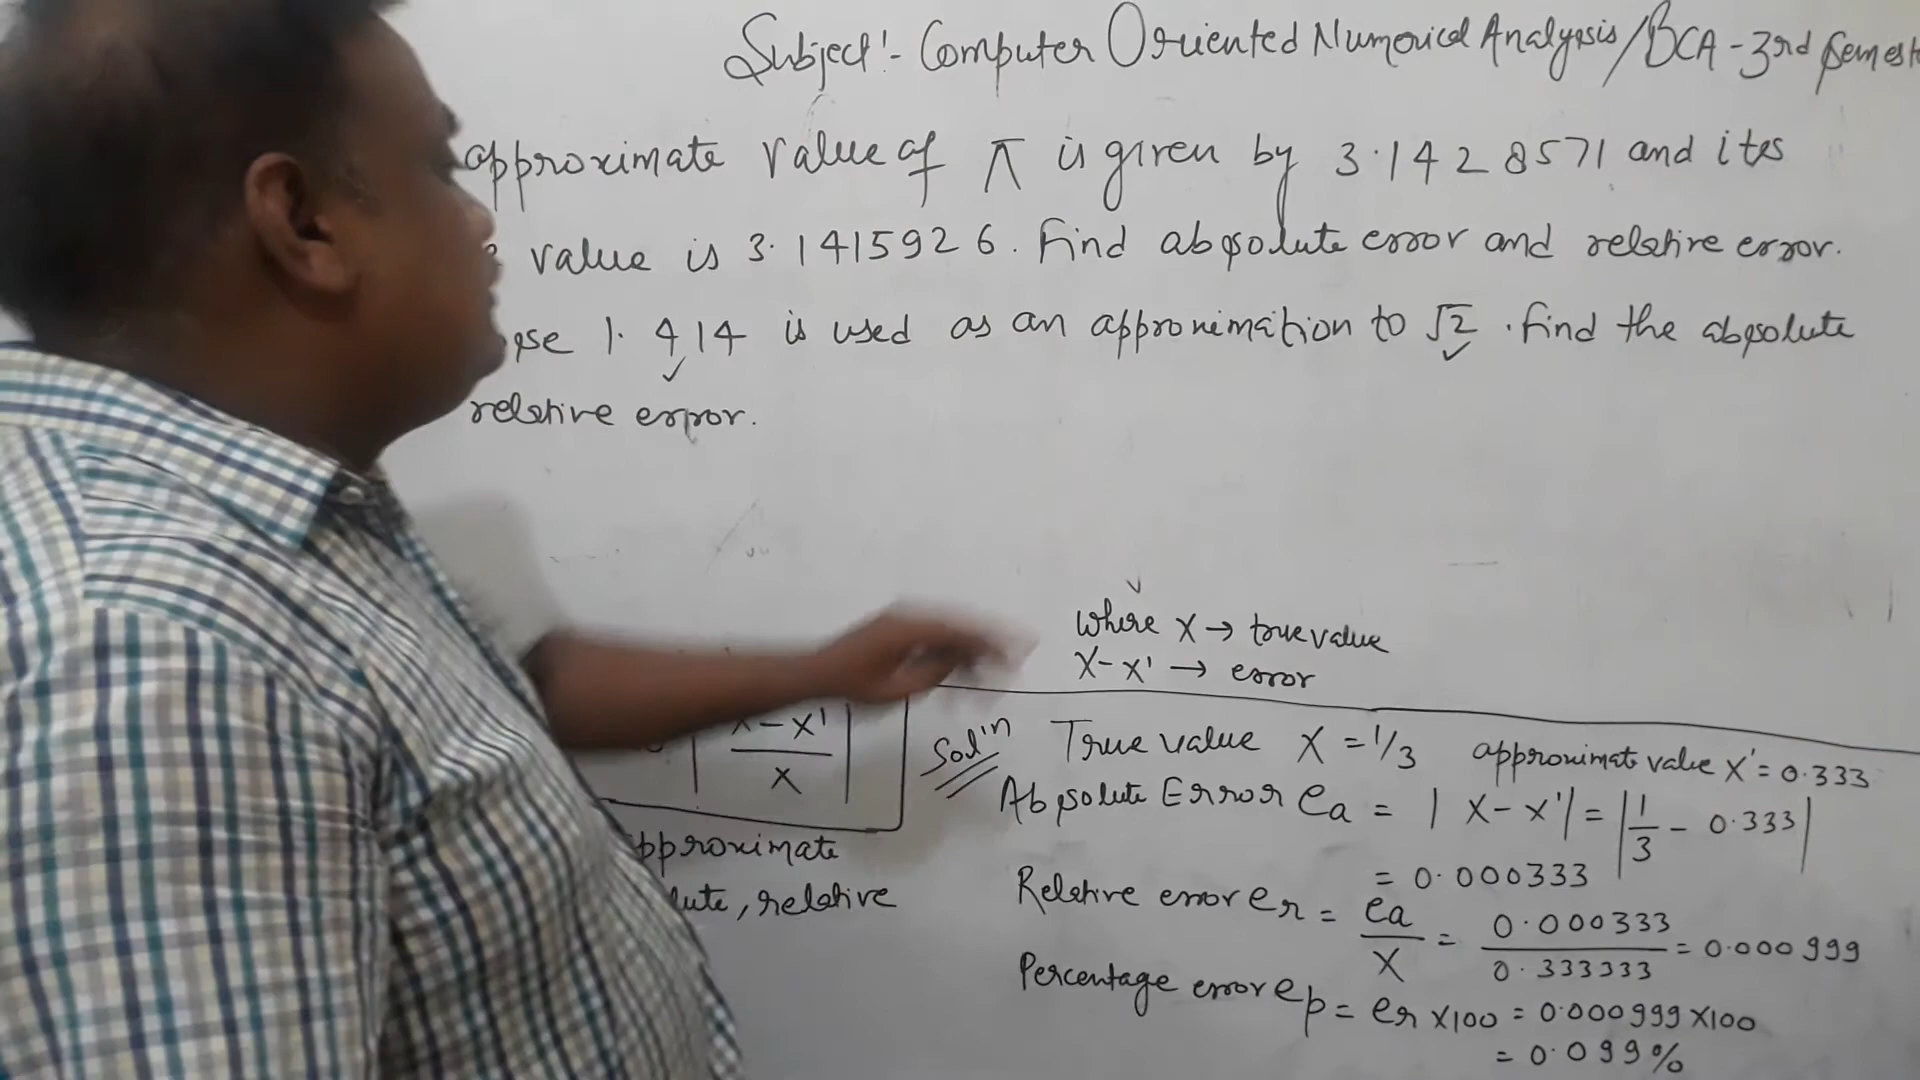 Subject:- Computer Oriented Numerical Analysis/BCA-3rd Semest
approximate value of π is given by 3.1428571 and its
value is 3.1415926. Find absolute error and relative error.
1.414 is used as an approximation to √2. find the absolute
relative error.
where X → true value
X-X' → error
X-X'
X
Sol'n True value X = 1/3 approximate value X' = 0.333
Absolute Error ea = |X-X'| = |1/3 - 0.333|
= 0.000333
approximate
lute, relative
Relative error er = ea/X = 0.000333/0.333333 = 0.000999
Percentage error ep = er x100 = 0.000999 x100
= 0.099%